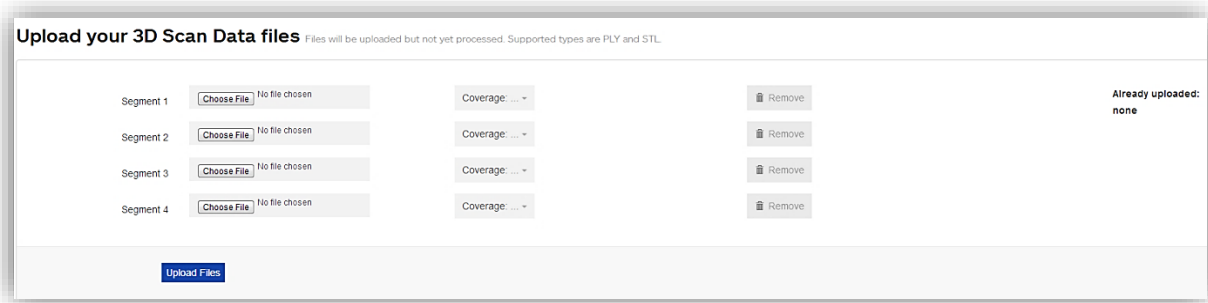 Upload your 3D Scan Data files Files will be uploaded but not yet processed. Supported types are PLY and STL.
Segment 1 Choose File No file chosen Coverage: ... Remove Already uploaded:
none
Segment 2 Choose File No file chosen Coverage: ... Remove
Segment 3 Choose File No file chosen Coverage: ... Remove
Segment 4 Choose File No file chosen Coverage: ... Remove
Upload Files